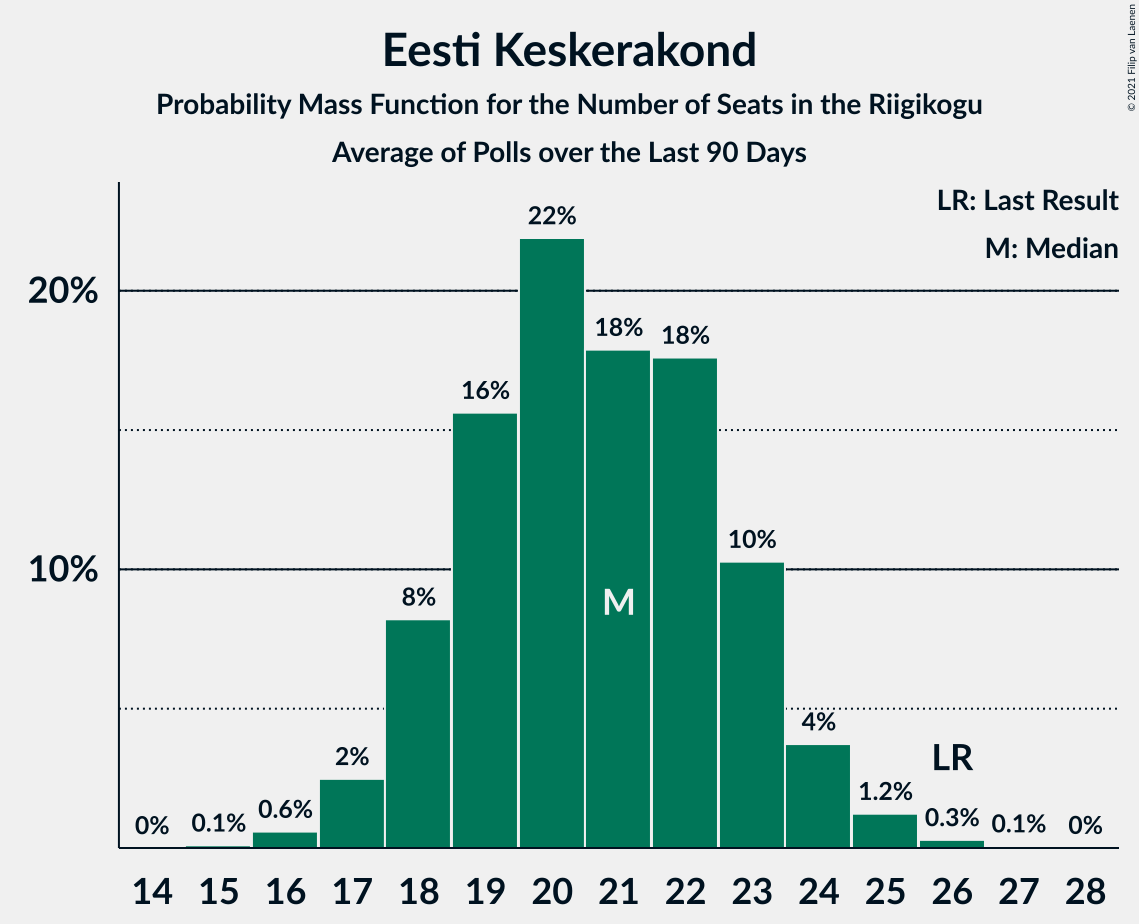 Eesti Keskerakond
Probability Mass Function for the Number of Seats in the Riigikogu
Average of Polls over the Last 90 Days
© 2021 Filip van Laenen
LR: Last Result
M: Median
20%
10%
0%
0.1%
0.6%
2%
8%
16%
22%
18%
18%
10%
4%
1.2%
0.3%
0.1%
0%
M
LR
14 15 16 17 18 19 20 21 22 23 24 25 26 27 28